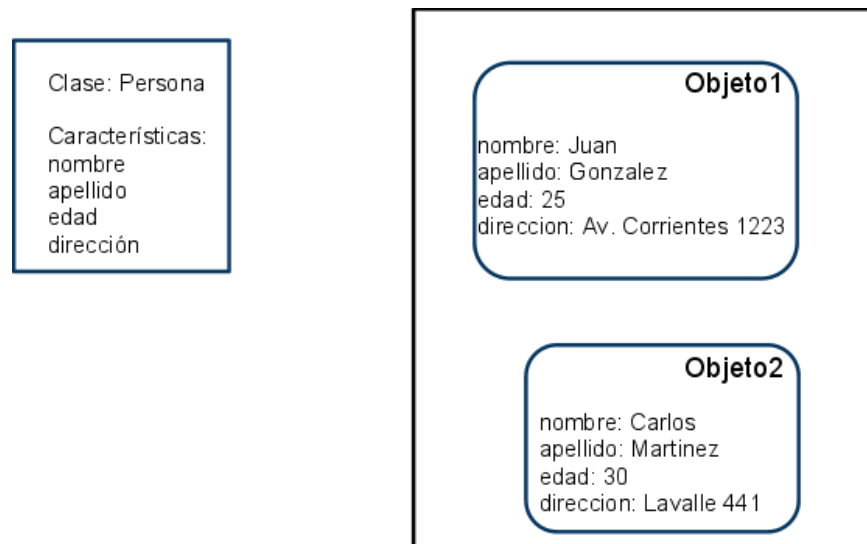 Clase: Persona
Característicias:
nombre
apellido
edad
dirección
Objeto1
nombre: Juan
apellido: Gonzalez
edad: 25
direccion: Av. Corrientes 1223
Objeto2
nombre: Carlos
apellido: Martinez
edad: 30
direccion: Lavalle 441